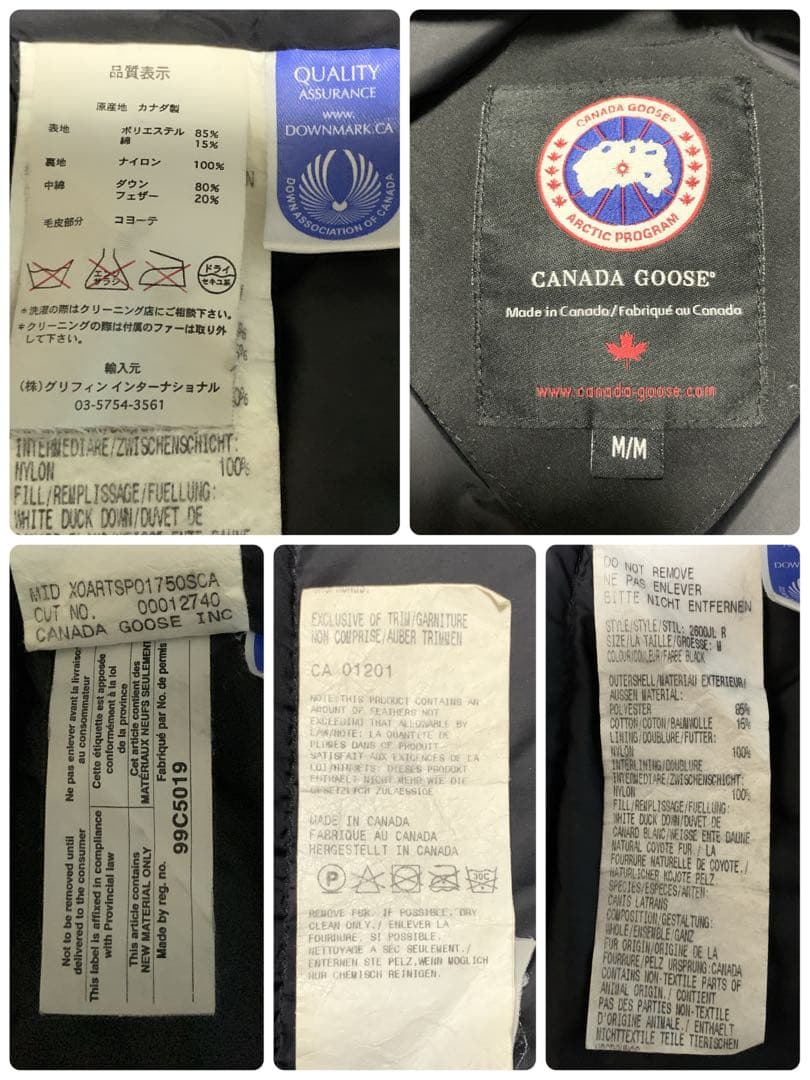 品質表示
原産地 カナダ製
表地 ポリエステル 85%
綿 15%
裏地 ナイロン 100%
中綿 ダウン 80%
フェザー 20%
毛皮部分 コヨーテ
エンソ
サラシ
ドライ
セキユ系
*洗濯の際はクリーニング店にご相談下さい。
*クリーニングの際は付属のファーは取り外
して下さい。
輸入元
(株)グリフィン インターナショナル
03-5754-3561
INTERMEDIARE/ZWISCHENSCHICHT:
NYLON 100%
FILL/REMPLISSAGE/FUELLUNG:
WHITE DUCK DOWN/DUVET DE
QUALITY
ASSURANCE
www.
DOWNMARK.CA
DOWN ASSOCIATION OF CANADA
CANADA GOOSE®
ARCTIC PROGRAM
CANADA GOOSE®
Made in Canada/Fabriqué au Canada
www.canada-goose.com
M/M
MID XOARTSP01750SCA
CUT NO. 00012740
CANADA GOOSE INC
Ne pas enlever avant la livraison
au consommateur
Cette étiquette est apposée
conformément à la loi
de la province
Cet article contient des
MATÉRIAUX NEUFS SEULEMENT
Fabriqué par No. de permis
Not to be removed until
delivered to the consumer
This label is affixed in compliance
with Provincial law
This article contains
NEW MATERIAL ONLY
Made by reg. no.
99C5019
EXCLUSIVE OF TRIM/GARNITURE
NON COMPRISE/AUBER TRIMMEN
CA 01201
NOTE:THIS PRODUCT CONTAINS AN
AMOUNT OF FEATHERS NOT
EXCEEDING THAT ALLOWABLE BY
LAW/NOTE: LA QUANTITE DE
PLUMES DANS CE PRODUIT
SATISFAIT AUX EXIGENCES DE LA
LOI/HINWEIS: DIESES PRODUKT
ENTHAELT NICHT MEHR WIE DIE
GESETZLICH ZULAESSIGE
MADE IN CANADA
FABRIQUE AU CANADA
HERGESTELLT IN CANADA
P
30C
REMOVE FUR, IF POSSIBLE, DRY
CLEAN ONLY./ ENLEVER LA
FOURRURE, SI POSSIBLE.
NETTOYAGE A SEC SEULEMENT./
ENTERNEN SIE PELZ,WENN MOGLICH
NUR CHEMISCH REINIGEN.
DO NOT REMOVE
NE PAS ENLEVER
BITTE NICHT ENTFERNEN
STYLE/STYLE/STIL: 2600JL R
SIZE/LA TAILLE/GROESSE: M
COLOUR/COULEUR/FARBE BLACK
OUTERSHELL/MATERIAU EXTERIEUR/
AUSSEN MATERIAL:
POLYESTER 85%
COTTON/COTON/BAUMWOLLE 15%
LINING/DOUBLURE/FUTTER:
NYLON 100%
INTERLINING/DOUBLURE
INTERMEDIARE/ZWISCHENSCHICHT:
NYLON 100%
FILL/REMPLISSAGE/FUELLUNG:
WHITE DUCK DOWN/DUVET DE
CANARD BLANC/WEISSE ENTE DAUNE
NATURAL COYOTE FUR / LA
FOURRURE NATURELLE DE COYOTE./
NATURLICHER KOJOTE PELZ
SPECIES/ESPECES/ARTEN:
CANIS LATRANS
COMPOSITION/GESTALTUNG:
WHOLE/ENSEMBLE/GANZ
FUR ORIGIN/ORIGINE DE LA
FOURRURE/PELZ URSPRUNG:CANADA
CONTAINS NON-TEXTILE PARTS OF
ANIMAL ORIGIN./ CONTIENT
PAS DES PARTIES NON-TEXTILE
D'ORIGINE ANIMALE./ ENTHAELT
NICHTTEXTILE TEILE TIERISCHEN
DOW